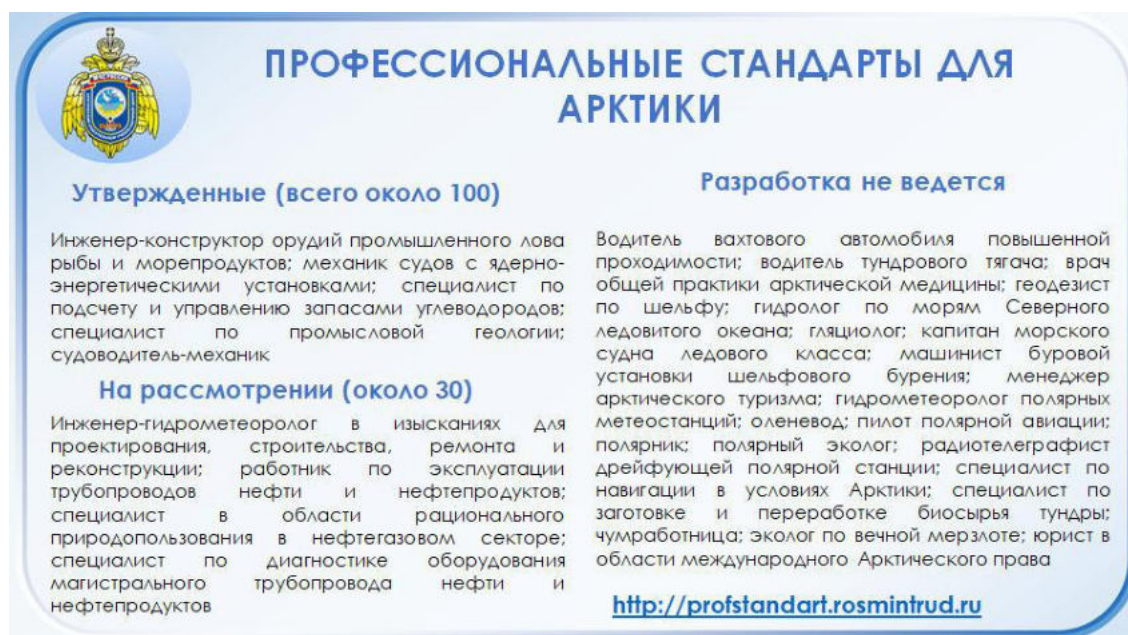 ПРОФЕССИОНАЛЬНЫЕ СТАНДАРТЫ ДЛЯ
АРКТИКИ
Утвержденные (всего около 100)
Инженер-конструктор орудий промышленного лова
рыбы и морепродуктов; механик судов с ядерно-
энергетическими установками; специалист по
подсчету и управлению запасами углеводородов;
специалист по промысловой геологии;
судоводитель-механик
На рассмотрении (около 30)
Инженер-гидрометеоролог в изысканиях для
проектирования, строительства, ремонта и
реконструкции; работник по эксплуатации
трубопроводов нефти и нефтепродуктов;
специалист в области рационального
природопользования в нефтегазовом секторе;
специалист по диагностике оборудования
магистрального трубопровода нефти и
нефтепродуктов
Разработка не ведется
Водитель вахтового автомобиля повышенной
проходимости; водитель тундрового тягача; врач
общей практики арктической медицины; геодезист
по шельфу; гидролог по морям Северного
ледовитого океана; гляциолог; капитан морского
судна ледового класса; машинист буровой
установки шельфового бурения; менеджер
арктического туризма; гидрометеоролог полярных
метеостанций; оленевод; пилот полярной авиации;
полярник; полярный эколог; радиотелеграфист
дрейфующей полярной станции; специалист по
навигации в условиях Арктики; специалист по
заготовке и переработке биосырья тундры;
чумработница; эколог по вечной мерзлоте; юрист в
области международного Арктического права
http://profstandart.rosmintrud.ru